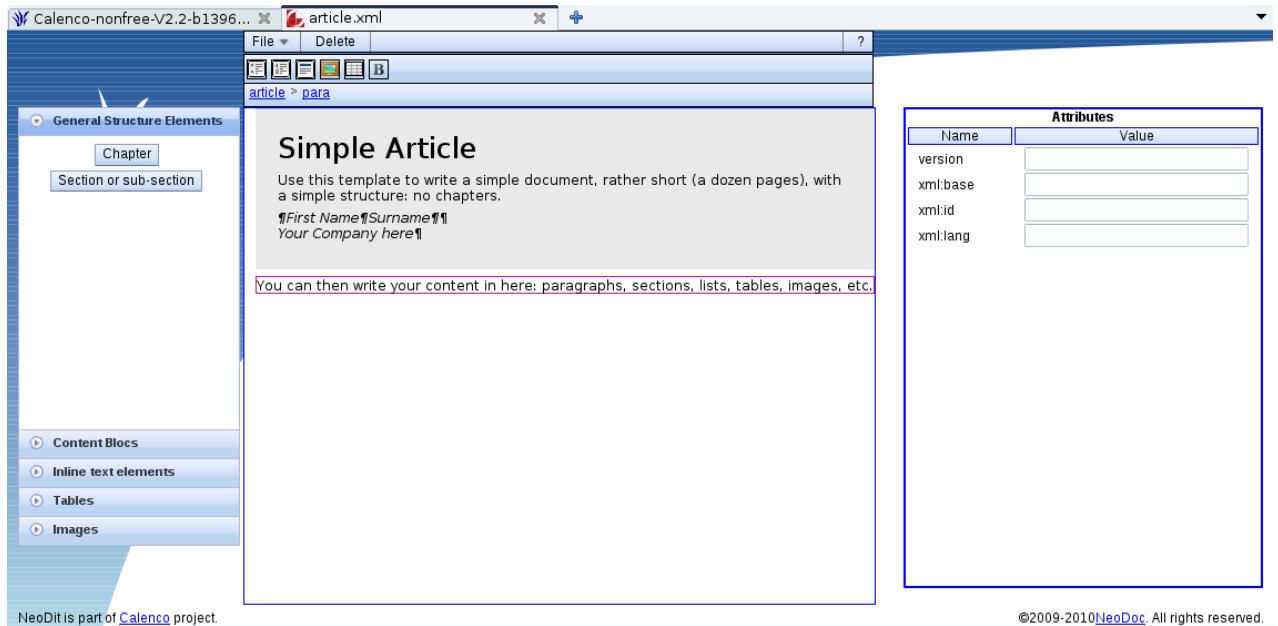 Calenco-nonfree-V2.2-b1396... article.xml
File Delete ?
B
article > para
General Structure Elements
Chapter
Section or sub-section
Content Blocs
Inline text elements
Tables
Images
Simple Article
Use this template to write a simple document, rather short (a dozen pages), with
a simple structure: no chapters.
¶First Name¶Surname¶¶
Your Company here¶
You can then write your content in here: paragraphs, sections, lists, tables, images, etc.
Attributes
Name Value
version
xml:base
xml:id
xml:lang
NeoDit is part of Calenco project.
©2009-2010NeoDoc. All rights reserved.